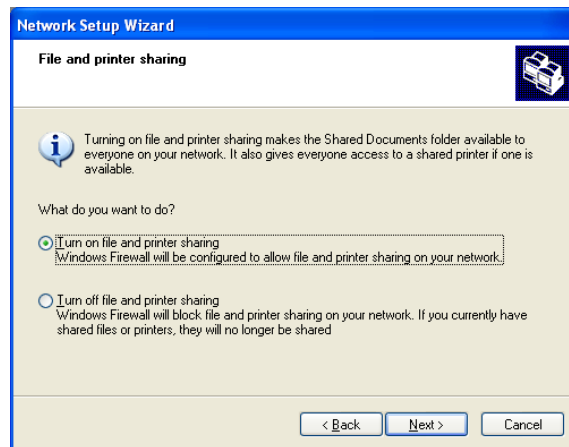 Network Setup Wizard
File and printer sharing
Turning on file and printer sharing makes the Shared Documents folder available to
everyone on your network. It also gives everyone access to a shared printer if one is
available.
What do you want to do?
Turn on file and printer sharing
Windows Firewall will be configured to allow file and printer sharing on your network.
Turn off file and printer sharing
Windows Firewall will block file and printer sharing on your network. If you currently have
shared files or printers, they will no longer be shared
< Back
Next >
Cancel